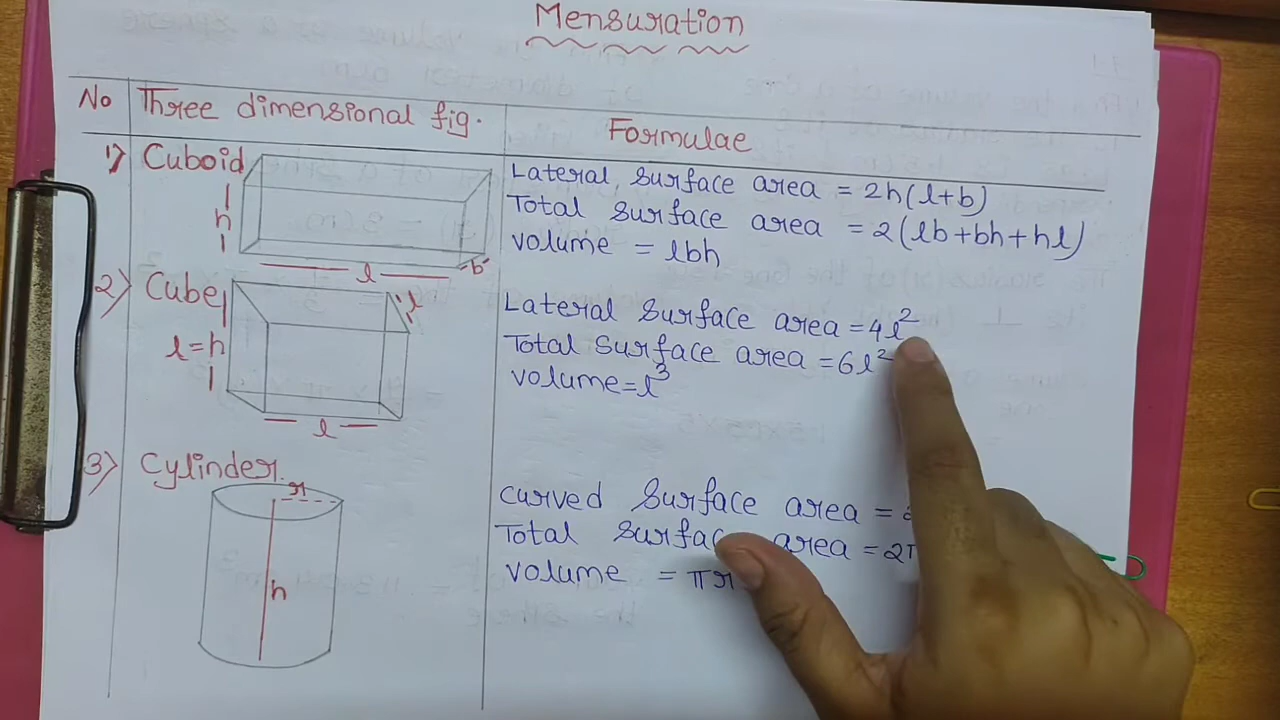 Mensuration
No Three dimensional fig. Formulae
1) Cuboid
h
l
b
Lateral surface area = 2h(l+b)
Total surface area = 2(lb+bh+hl)
volume = lbh
2) Cube
l
l=h
l
Lateral Surface area =4l²
Total surface area =6l²
volume=l³
3) Cylinder
r
h
curved surface area =
Total surface area =2π
volume = πr